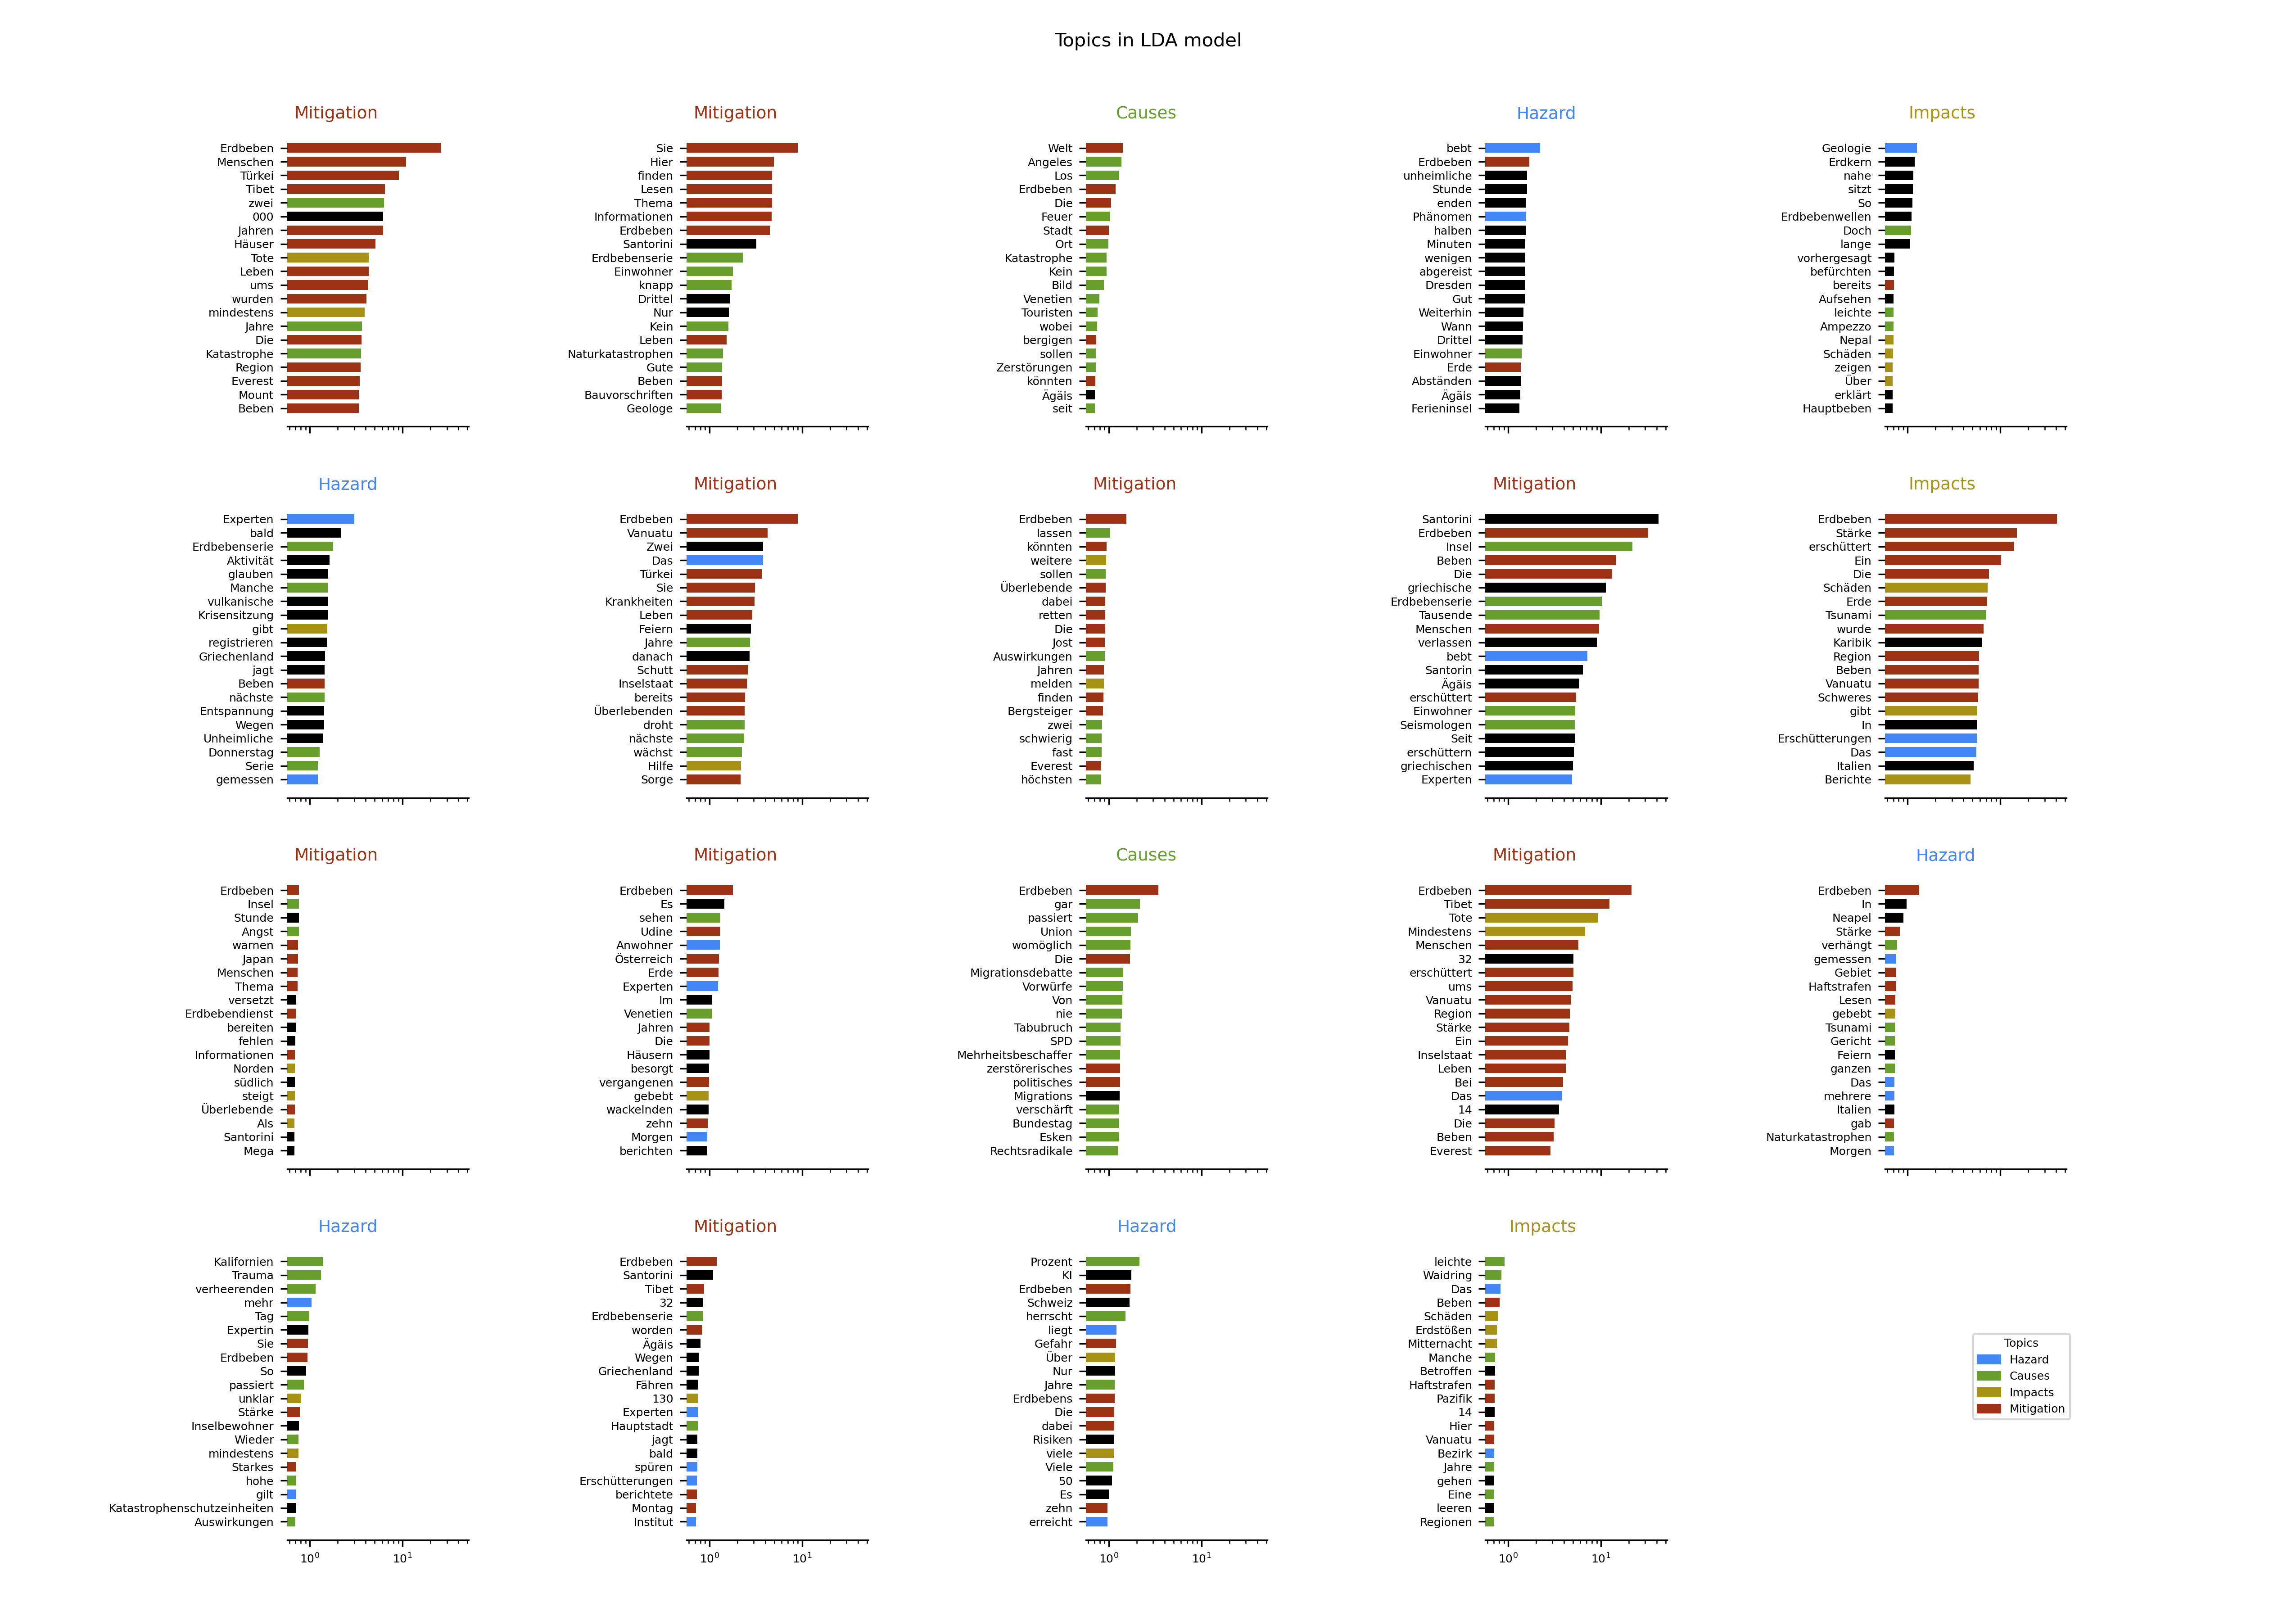 Topics in LDA model
Mitigation
Erdbeben
Menschen
Türkei
Tibet
zwei
000
Jahren
Häuser
Tote
Leben
ums
wurden
mindestens
Jahre
Die
Katastrophe
Region
Everest
Mount
Beben
Mitigation
Sie
Hier
finden
Lesen
Thema
Informationen
Erdbeben
Santorini
Erdbebenserie
Einwohner
knapp
Drittel
Nur
Kein
Leben
Naturkatastrophen
Gute
Beben
Bauvorschriften
Geologe
Causes
Welt
Angeles
Los
Erdbeben
Die
Feuer
Stadt
Ort
Katastrophe
Kein
Bild
Venetien
Touristen
wobei
bergigen
sollen
Zerstörungen
könnten
Ägäis
seit
Hazard
bebt
Erdbeben
unheimliche
Stunde
enden
Phänomen
halben
Minuten
wenigen
abgereist
Dresden
Gut
Weiterhin
Wann
Drittel
Einwohner
Erde
Abständen
Ägäis
Ferieninsel
Impacts
Geologie
Erdkern
nahe
sitzt
So
Erdbebenwellen
Doch
lange
vorhergesagt
befürchten
bereits
Aufsehen
leichte
Ampezzo
Nepal
Schäden
zeigen
Über
erklärt
Hauptbeben
Hazard
Experten
bald
Erdbebenserie
Aktivität
glauben
Manche
vulkanische
Krisensitzung
gibt
registrieren
Griechenland
jagt
Beben
nächste
Entspannung
Wegen
Unheimliche
Donnerstag
Serie
gemessen
Mitigation
Erdbeben
Vanuatu
Zwei
Das
Türkei
Sie
Krankheiten
Leben
Feiern
Jahre
danach
Schutt
Inselstaat
bereits
Überlebenden
droht
nächste
wächst
Hilfe
Sorge
Mitigation
Erdbeben
lassen
könnten
weitere
sollen
Überlebende
dabei
retten
Die
Jost
Auswirkungen
Jahren
melden
finden
Bergsteiger
zwei
schwierig
fast
Everest
höchsten
Mitigation
Santorini
Erdbeben
Insel
Beben
Die
griechische
Erdbebenserie
Tausende
Menschen
verlassen
bebt
Santorin
Ägäis
erschüttert
Einwohner
Seismologen
Seit
erschüttern
griechischen
Experten
Impacts
Erdbeben
Stärke
erschüttert
Ein
Die
Schäden
Erde
Tsunami
wurde
Karibik
Region
Beben
Vanuatu
Schweres
gibt
In
Erschütterungen
Das
Italien
Berichte
Mitigation
Erdbeben
Insel
Stunde
Angst
warnen
Japan
Menschen
Thema
versetzt
Erdbebendienst
bereiten
fehlen
Informationen
Norden
südlich
steigt
Überlebende
Als
Santorini
Mega
Mitigation
Erdbeben
Es
sehen
Udine
Anwohner
Österreich
Erde
Experten
Im
Venetien
Jahren
Die
Häusern
besorgt
vergangenen
gebebt
wackelnden
zehn
Morgen
berichten
Causes
Erdbeben
gar
passiert
Union
womöglich
Die
Migrationsdebatte
Vorwürfe
Von
nie
Tabubruch
SPD
Mehrheitsbeschaffer
zerstörerisches
politisches
Migrations
verschärft
Bundestag
Esken
Rechtsradikale
Mitigation
Erdbeben
Tibet
Tote
Mindestens
Menschen
32
erschüttert
ums
Vanuatu
Region
Stärke
Ein
Inselstaat
Leben
Bei
Das
14
Die
Beben
Everest
Hazard
Erdbeben
In
Neapel
Stärke
verhängt
gemessen
Gebiet
Haftstrafen
Lesen
gebebt
Tsunami
Gericht
Feiern
ganzen
Das
mehrere
Italien
gab
Naturkatastrophen
Morgen
Hazard
Kalifornien
Trauma
verheerenden
mehr
Tag
Expertin
Sie
Erdbeben
So
passiert
unklar
Stärke
Inselbewohner
Wieder
mindestens
Starkes
hohe
gilt
Katastrophenschutzeinheiten
Auswirkungen
10⁰ 10¹
Mitigation
Erdbeben
Santorini
Tibet
32
Erdbebenserie
worden
Ägäis
Wegen
Griechenland
Fähren
130
Experten
Hauptstadt
jagt
bald
spüren
Erschütterungen
berichtete
Montag
Institut
10⁰ 10¹
Hazard
Prozent
KI
Erdbeben
Schweiz
herrscht
liegt
Gefahr
Über
Nur
Jahre
Erdbebens
Die
dabei
Risiken
viele
Viele
50
Es
zehn
erreicht
10⁰ 10¹
Impacts
leichte
Waidring
Das
Beben
Schäden
Erdstößen
Mitternacht
Manche
Betroffen
Haftstrafen
Pazifik
14
Hier
Vanuatu
Bezirk
Jahre
gehen
Eine
leeren
Regionen
10⁰ 10¹
Topics
Hazard
Causes
Impacts
Mitigation